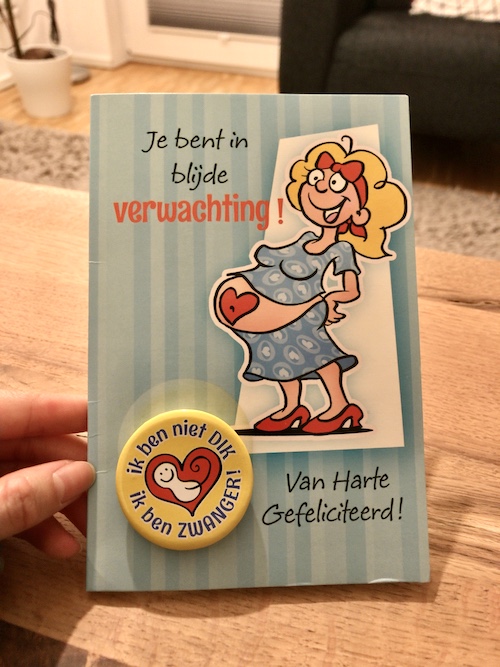 Je bent in
blijde
verwachting!
ik ben niet DIK
ik ben ZWANGER!
Van Harte
Gefeliciteerd!